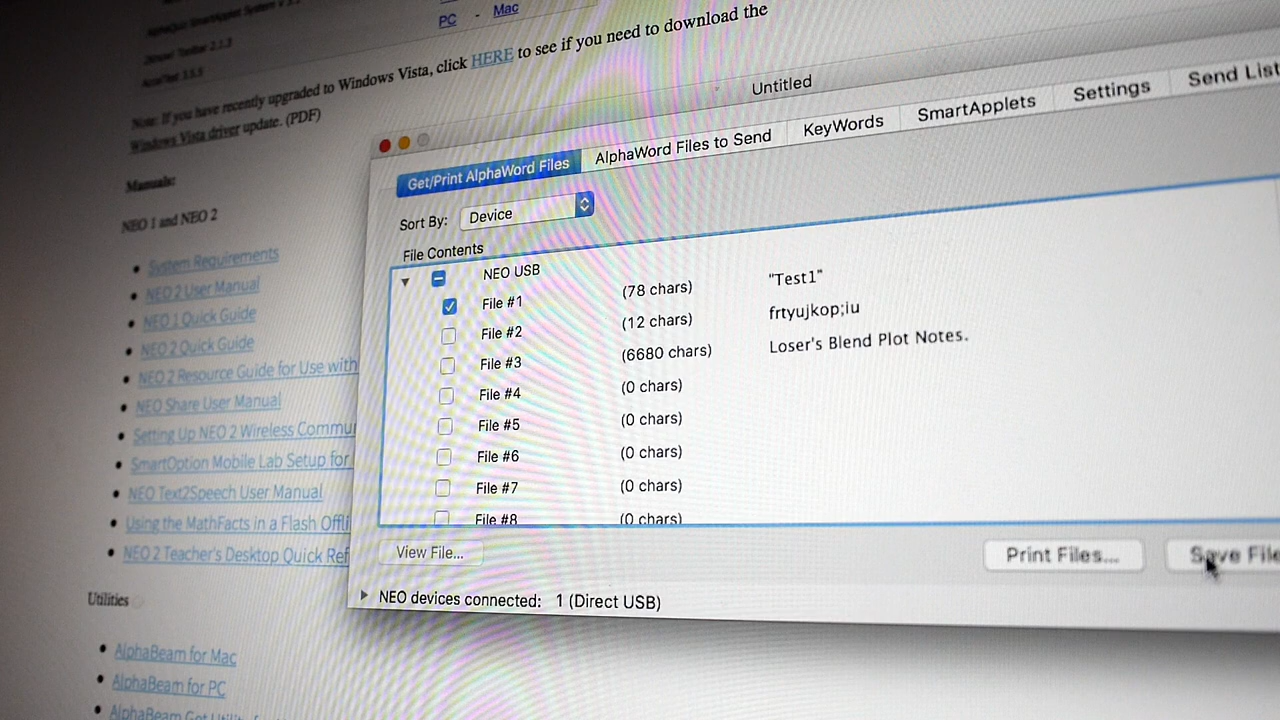 PC - Mac
Note: If you have recently upgraded to Windows Vista, click HERE to see if you need to download the
Windows Vista driver update. (PDF)
Manuals:
NEO 1 and NEO 2
System Requirements
NEO 2 User Manual
NEO 1 Quick Guide
NEO 2 Quick Guide
NEO 2 Resource Guide for Use with
NEO Share User Manual
Setting Up NEO 2 Wireless Commu
SmartOption Mobile Lab Setup for
NEO Text2Speech User Manual
Using the MathFacts in a Flash Offli
NEO 2 Teacher's Desktop Quick Ref
Utilities
AlphaBeam for Mac
AlphaBeam for PC
AlphaBeam Get Utility
Untitled
Get/Print AlphaWord Files AlphaWord Files to Send KeyWords SmartApplets Settings Send List
Sort By: Device
File Contents
NEO USB
File #1 (78 chars) "Test1"
File #2 (12 chars) frtyujkop;iu
File #3 (6680 chars) Loser's Blend Plot Notes.
File #4 (0 chars)
File #5 (0 chars)
File #6 (0 chars)
File #7 (0 chars)
File #8 (0 chars)
View File... Print Files... Save File
NEO devices connected: 1 (Direct USB)